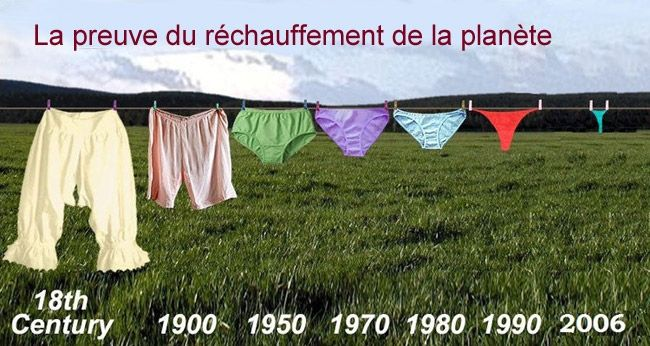 La preuve du réchauffement de la planète
18th
Century 1900 1950 1970 1980 1990 2006